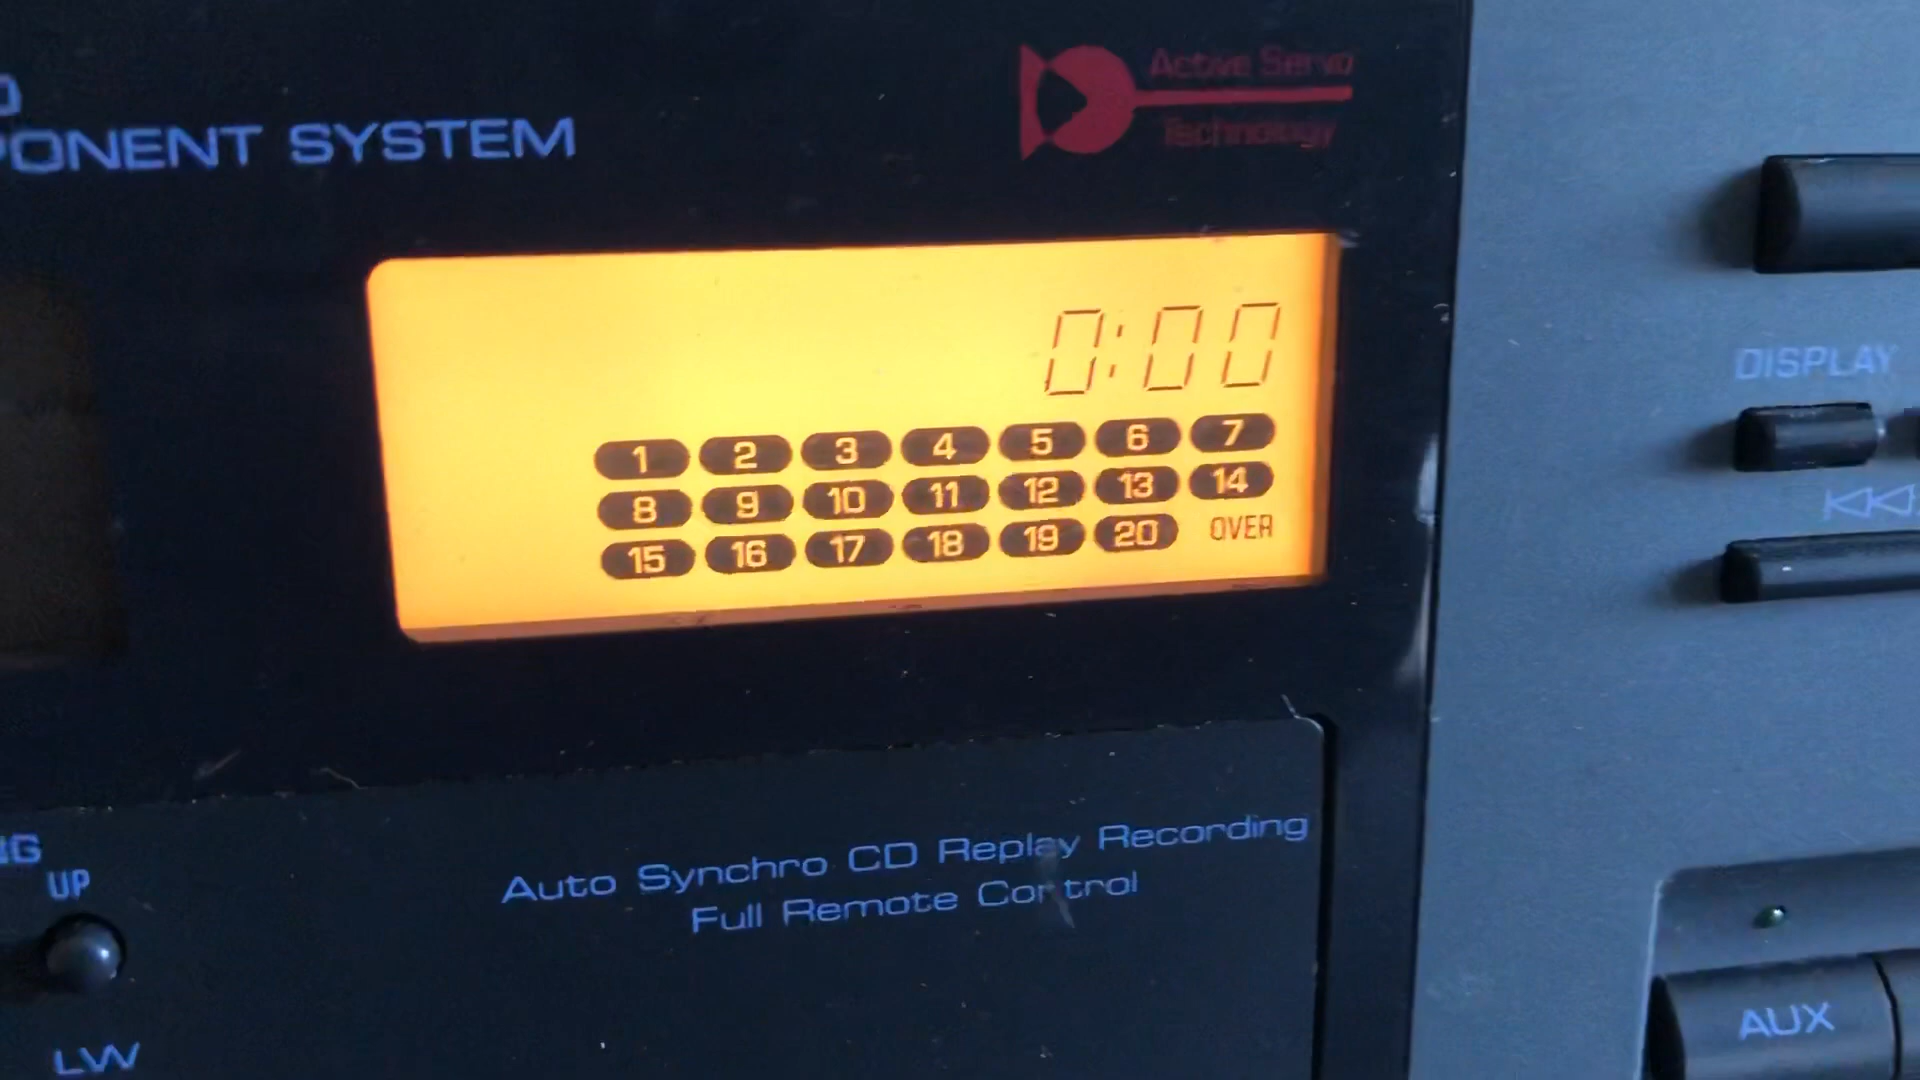 PONENT SYSTEM
Active Servo
Technology
0:00
1 2 3 4 5 6 7
8 9 10 11 12 13 14
15 16 17 18 19 20 OVER
DISPLAY
Auto Synchro CD Replay Recording
Full Remote Control
UP
LW
AUX